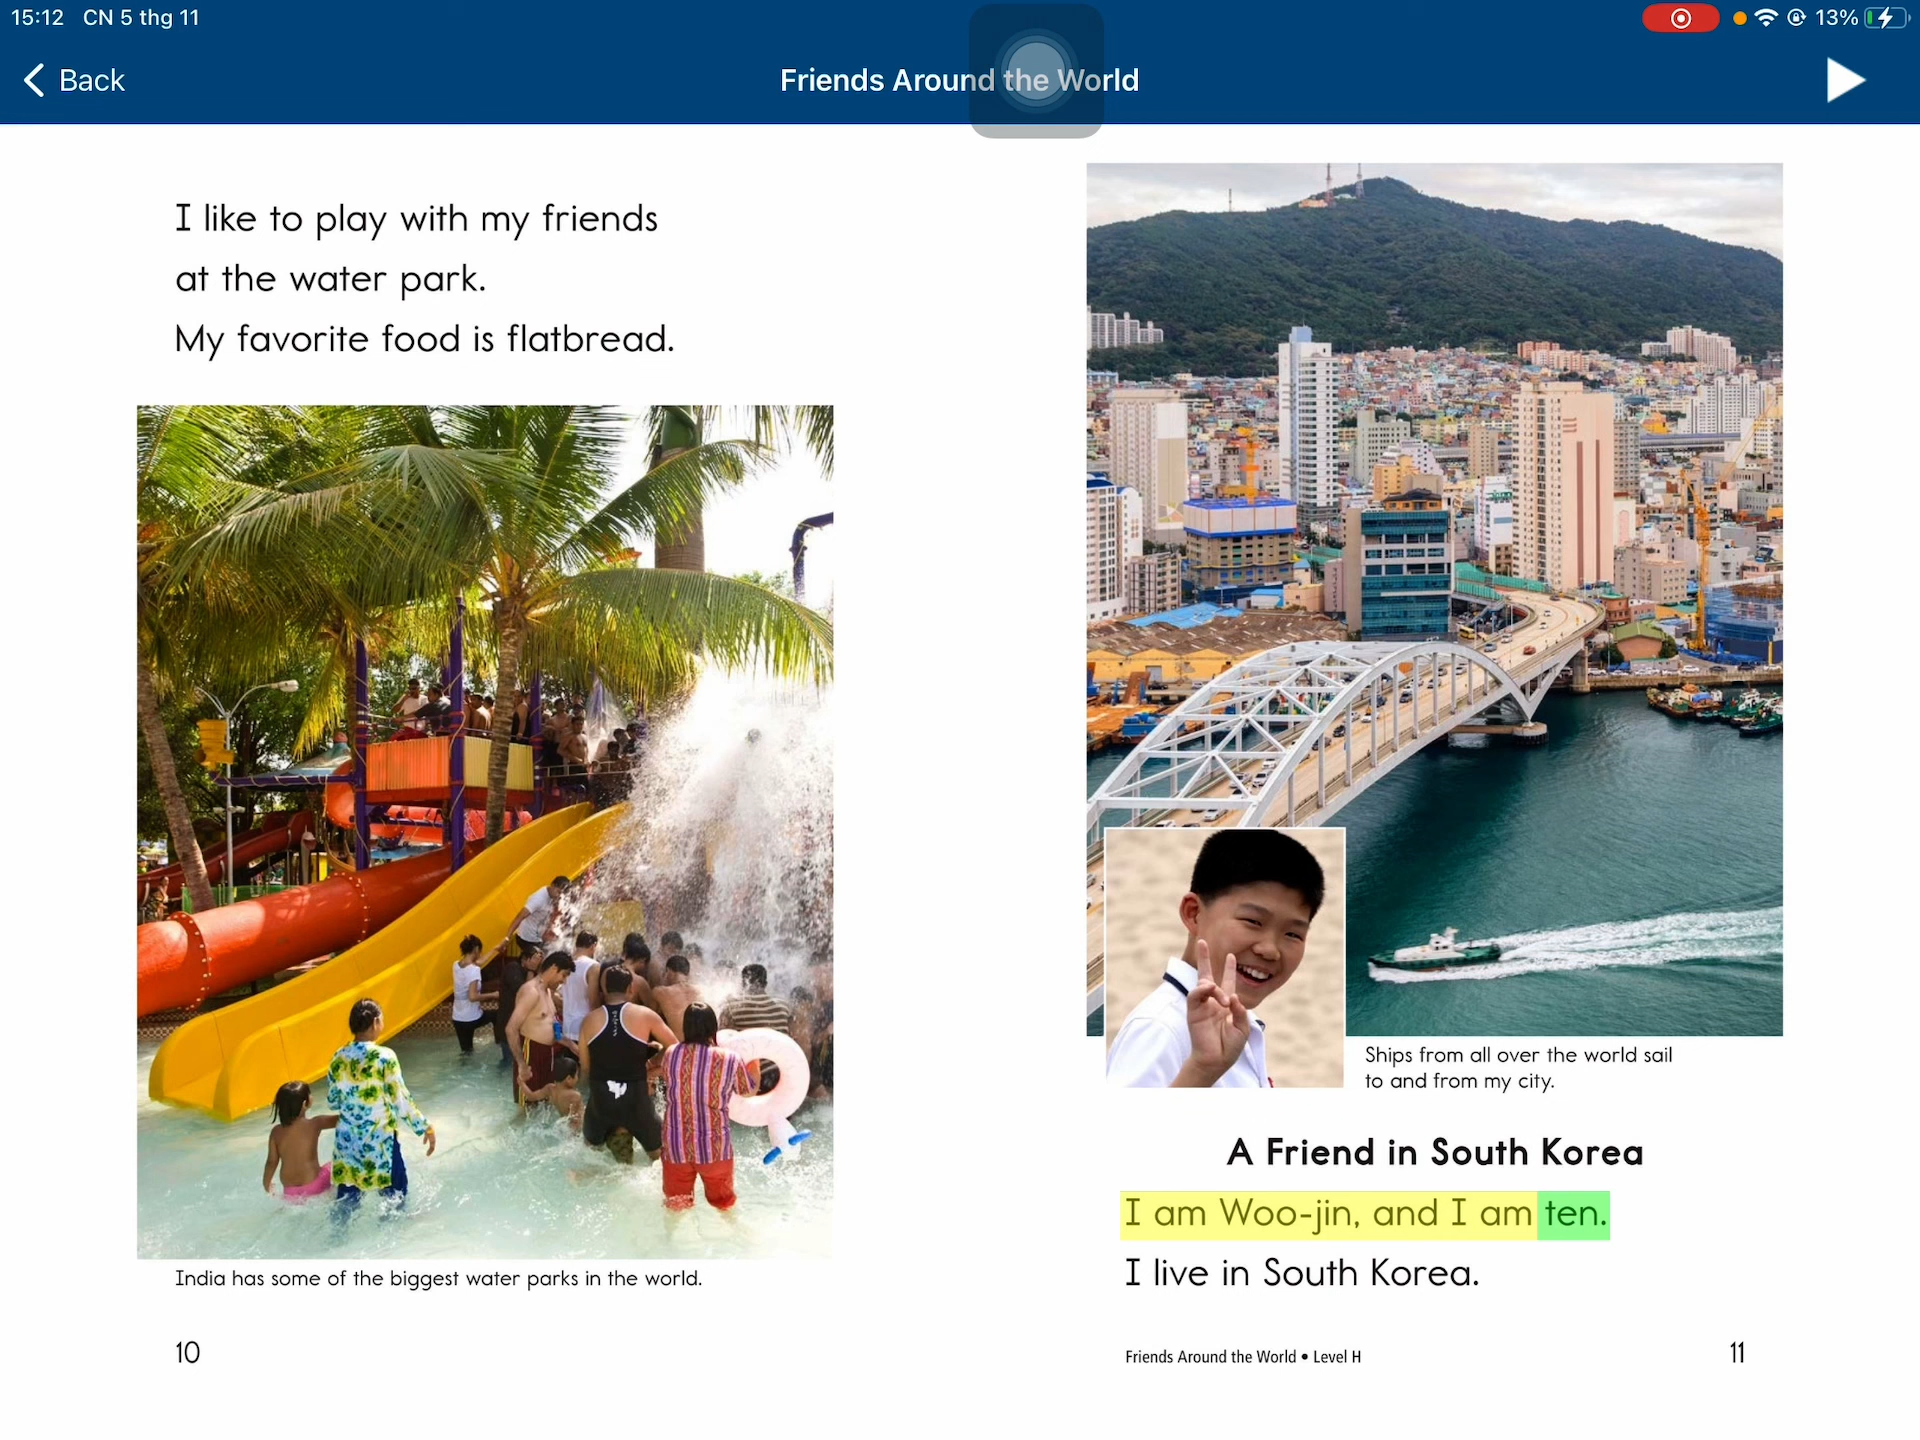 15:12 CN 5 thg 11
13%
Back
Friends Around the World
I like to play with my friends
at the water park.
My favorite food is flatbread.
India has some of the biggest water parks in the world.
10
Ships from all over the world sail
to and from my city.
A Friend in South Korea
I am Woo-jin, and I am ten.
I live in South Korea.
Friends Around the World • Level H
11